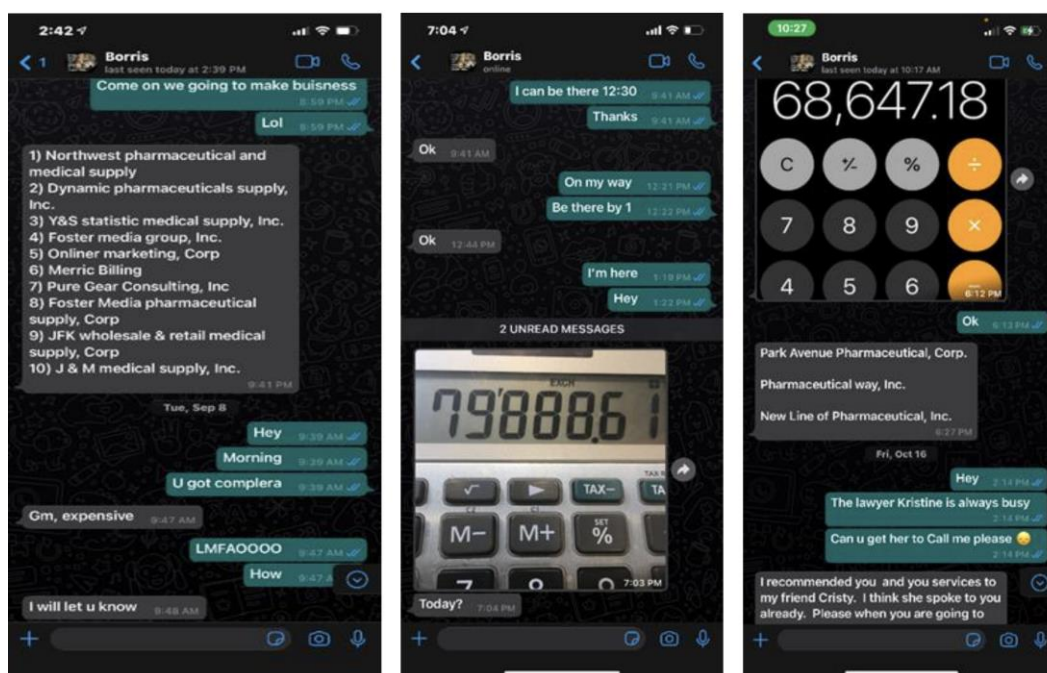 2:42
1
Borris
last seen today at 2:39 PM
Come on we going to make buisness
8:59 PM
Lol
8:59 PM
1) Northwest pharmaceutical and
medical supply
2) Dynamic pharmaceuticals supply,
Inc.
3) Y&S statistic medical supply, Inc.
4) Foster media group, Inc.
5) Onliner marketing, Corp
6) Merric Billing
7) Pure Gear Consulting, Inc
8) Foster Media pharmaceutical
supply, Corp
9) JFK wholesale & retail medical
supply, Corp
10) J & M medical supply, Inc.
9:41 PM
Tue, Sep 8
Hey
9:39 AM
Morning
9:39 AM
U got complera
9:39 AM
Gm, expensive
9:47 AM
LMFAOOOO
9:47 AM
How
9:47 A
I will let u know
9:48 AM
7:04
Borris
online
I can be there 12:30
9:41 AM
Thanks
9:41 AM
Ok
9:41 AM
On my way
12:21 PM
Be there by 1
12:22 PM
Ok
12:44 PM
I'm here
1:19 PM
Hey
1:22 PM
2 UNREAD MESSAGES
EXCH
79'888.61
TAX
√
TAX−
TA
M−
M+
SET
%
7:03 PM
Today?
7:04 PM
10:27
Borris
last seen today at 10:17 AM
68,647.18
C
+/-
%
÷
7
8
9
×
4
5
6
−
6:12 PM
Ok
6:13 PM
Park Avenue Pharmaceutical, Corp.
Pharmaceutical way, Inc.
New Line of Pharmaceutical, Inc.
6:27 PM
Fri, Oct 16
Hey
2:14 PM
The lawyer Kristine is always busy
2:14 PM
Can u get her to Call me please 😞
2:14 PM
I recommended you and you services to
my friend Cristy. I think she spoke to you
already. Please when you are going to